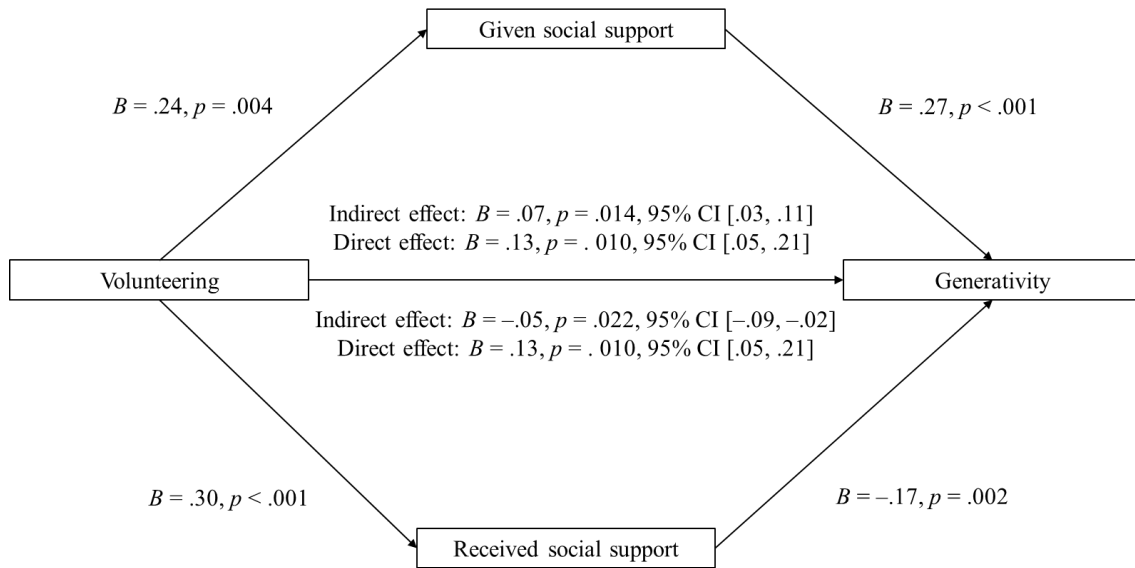 Given social support
B = .24, p = .004
B = .27, p < .001
Indirect effect: B = .07, p = .014, 95% CI [.03, .11]
Direct effect: B = .13, p = . 010, 95% CI [.05, .21]
Volunteering
Generativity
Indirect effect: B = –.05, p = .022, 95% CI [–.09, –.02]
Direct effect: B = .13, p = . 010, 95% CI [.05, .21]
B = .30, p < .001
B = –.17, p = .002
Received social support